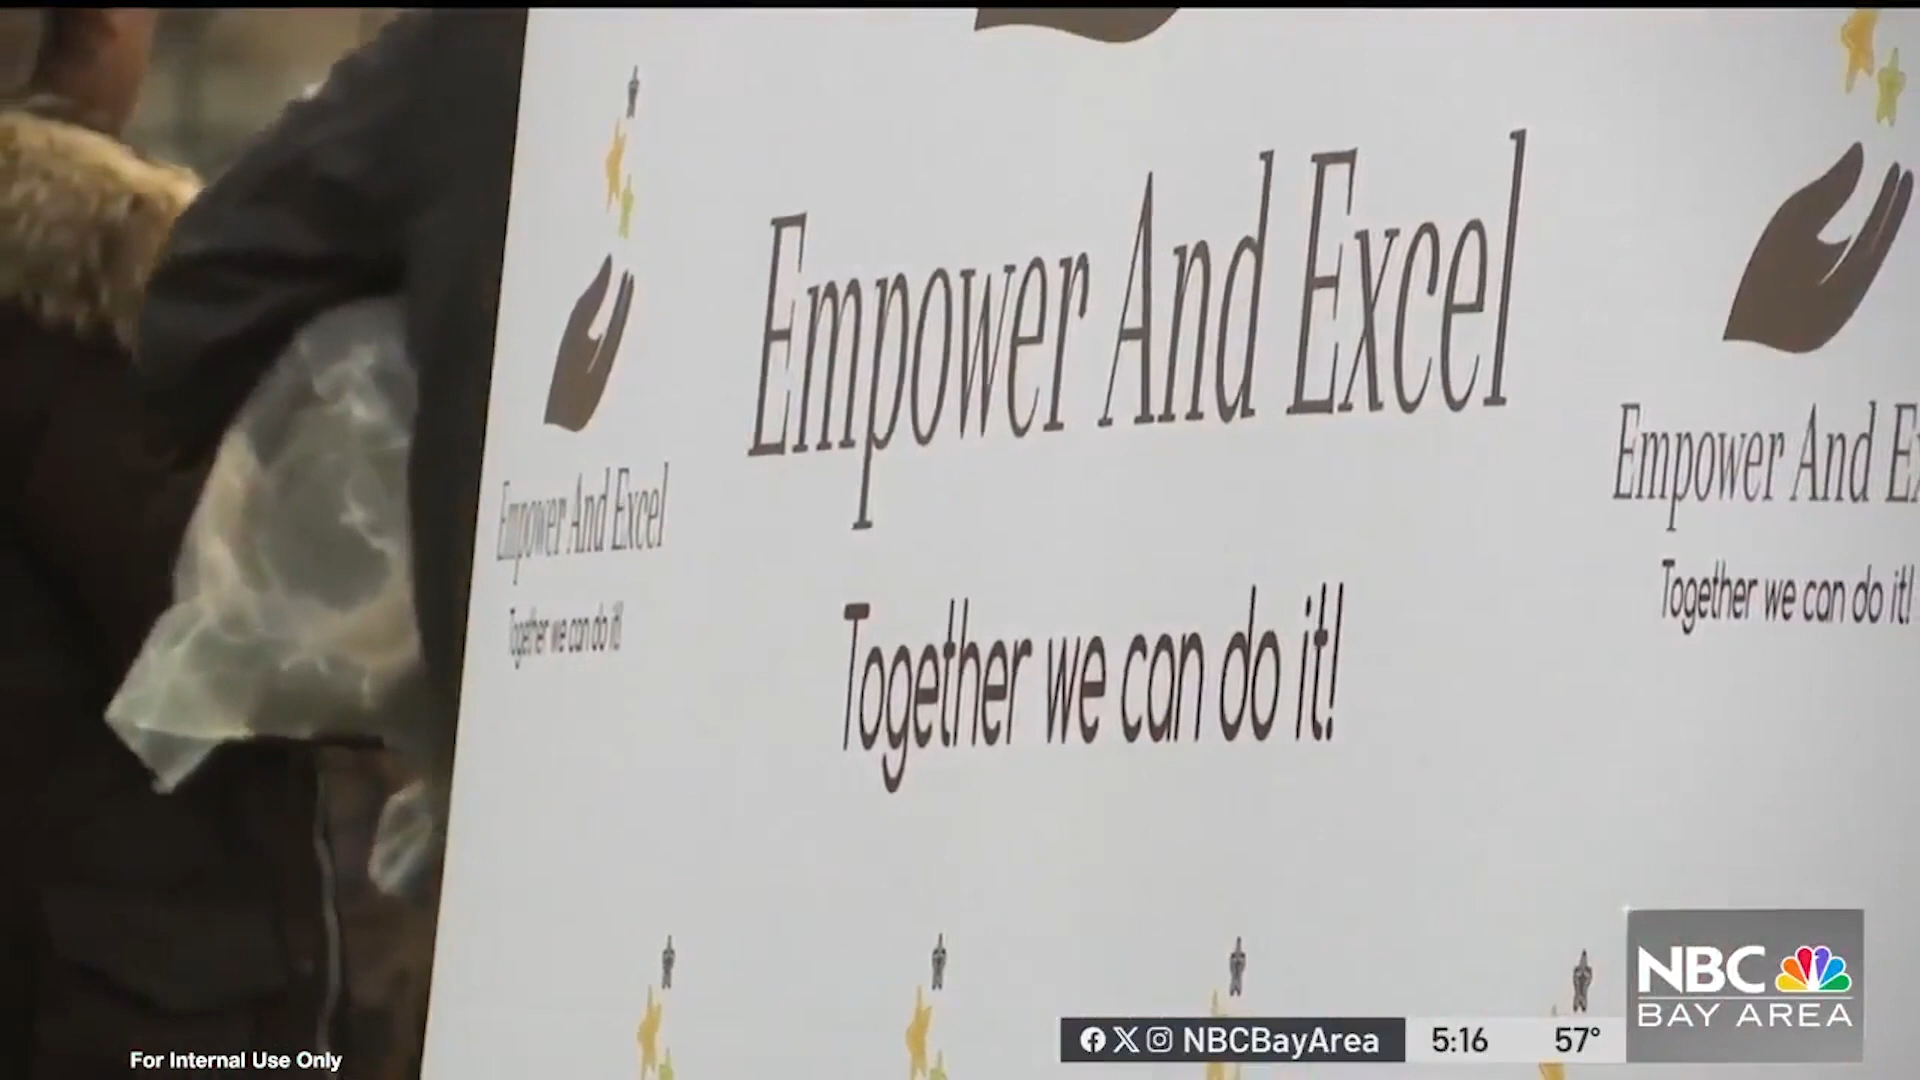 Empower And Excel
Together we can do it!
Empower And Excel
Together we can do it!
Empower And
Together we can do it!
NBC
BAY AREA
NBCBayArea 5:16 57°
For Internal Use Only